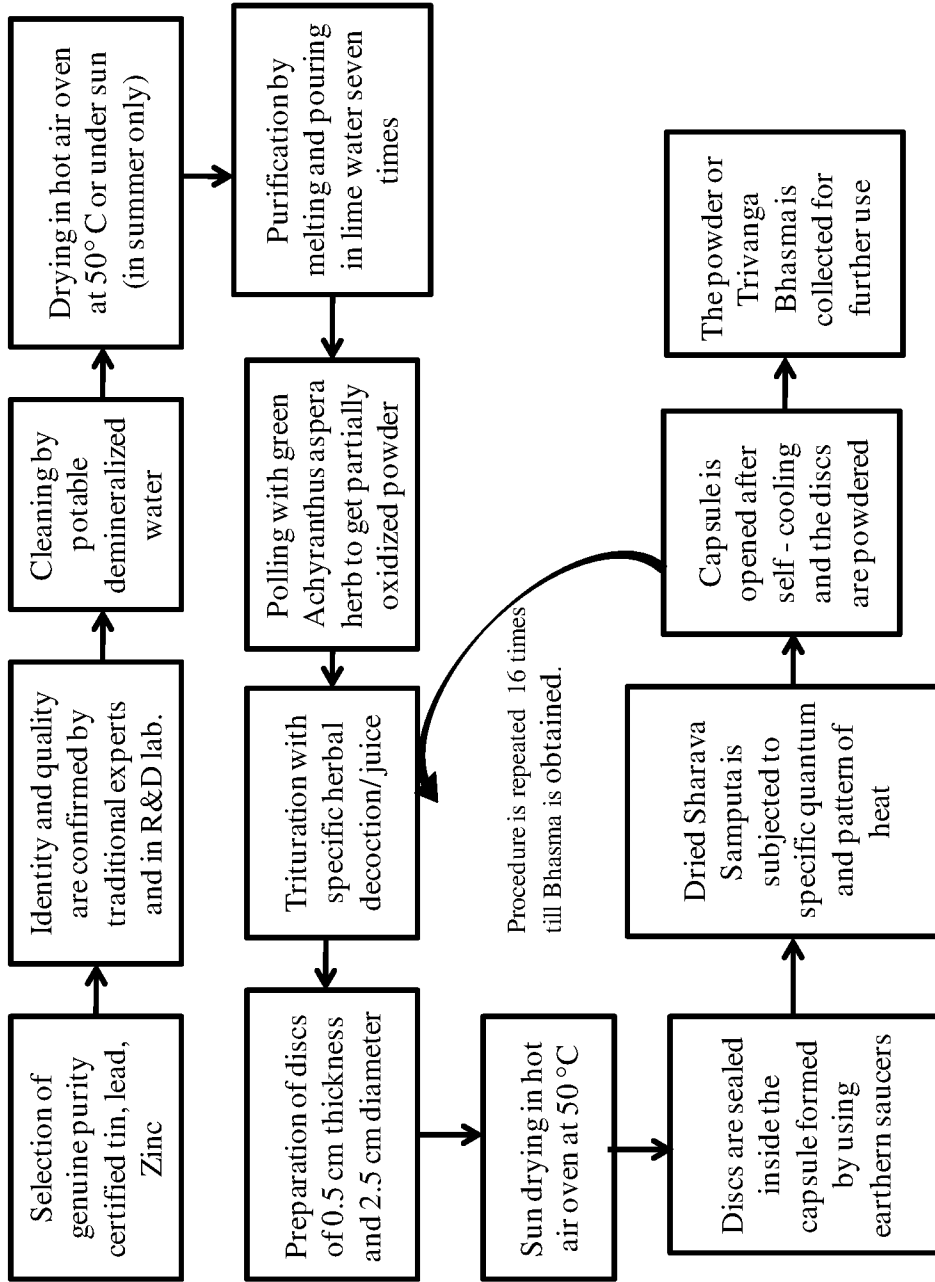 Selection of
genuine purity
certified tin, lead,
Zinc
Identity and quality
are confirmed by
traditional experts
and in R&D lab.
Cleaning by
potable
demineralized
water
Drying in hot air oven
at 50° C or under sun
(in summer only)
Purification by
melting and pouring
in lime water seven
times
Polling with green
Achyranthus aspera
herb to get partially
oxidized powder
Trituration with
specific herbal
decoction/ juice
Preparation of discs
of 0.5 cm thickness
and 2.5 cm diameter
Sun drying in hot
air oven at 50 °C
Discs are sealed
inside the
capsule formed
by using
earthern saucers
Dried Sharava
Samputa is
subjected to
specific quantum
and pattern of
heat
Capsule is
opened after
self - cooling
and the discs
are powdered
Procedure is repeated 16 times
till Bhasma is obtained.
The powder or
Trivanga
Bhasma is
collected for
further use